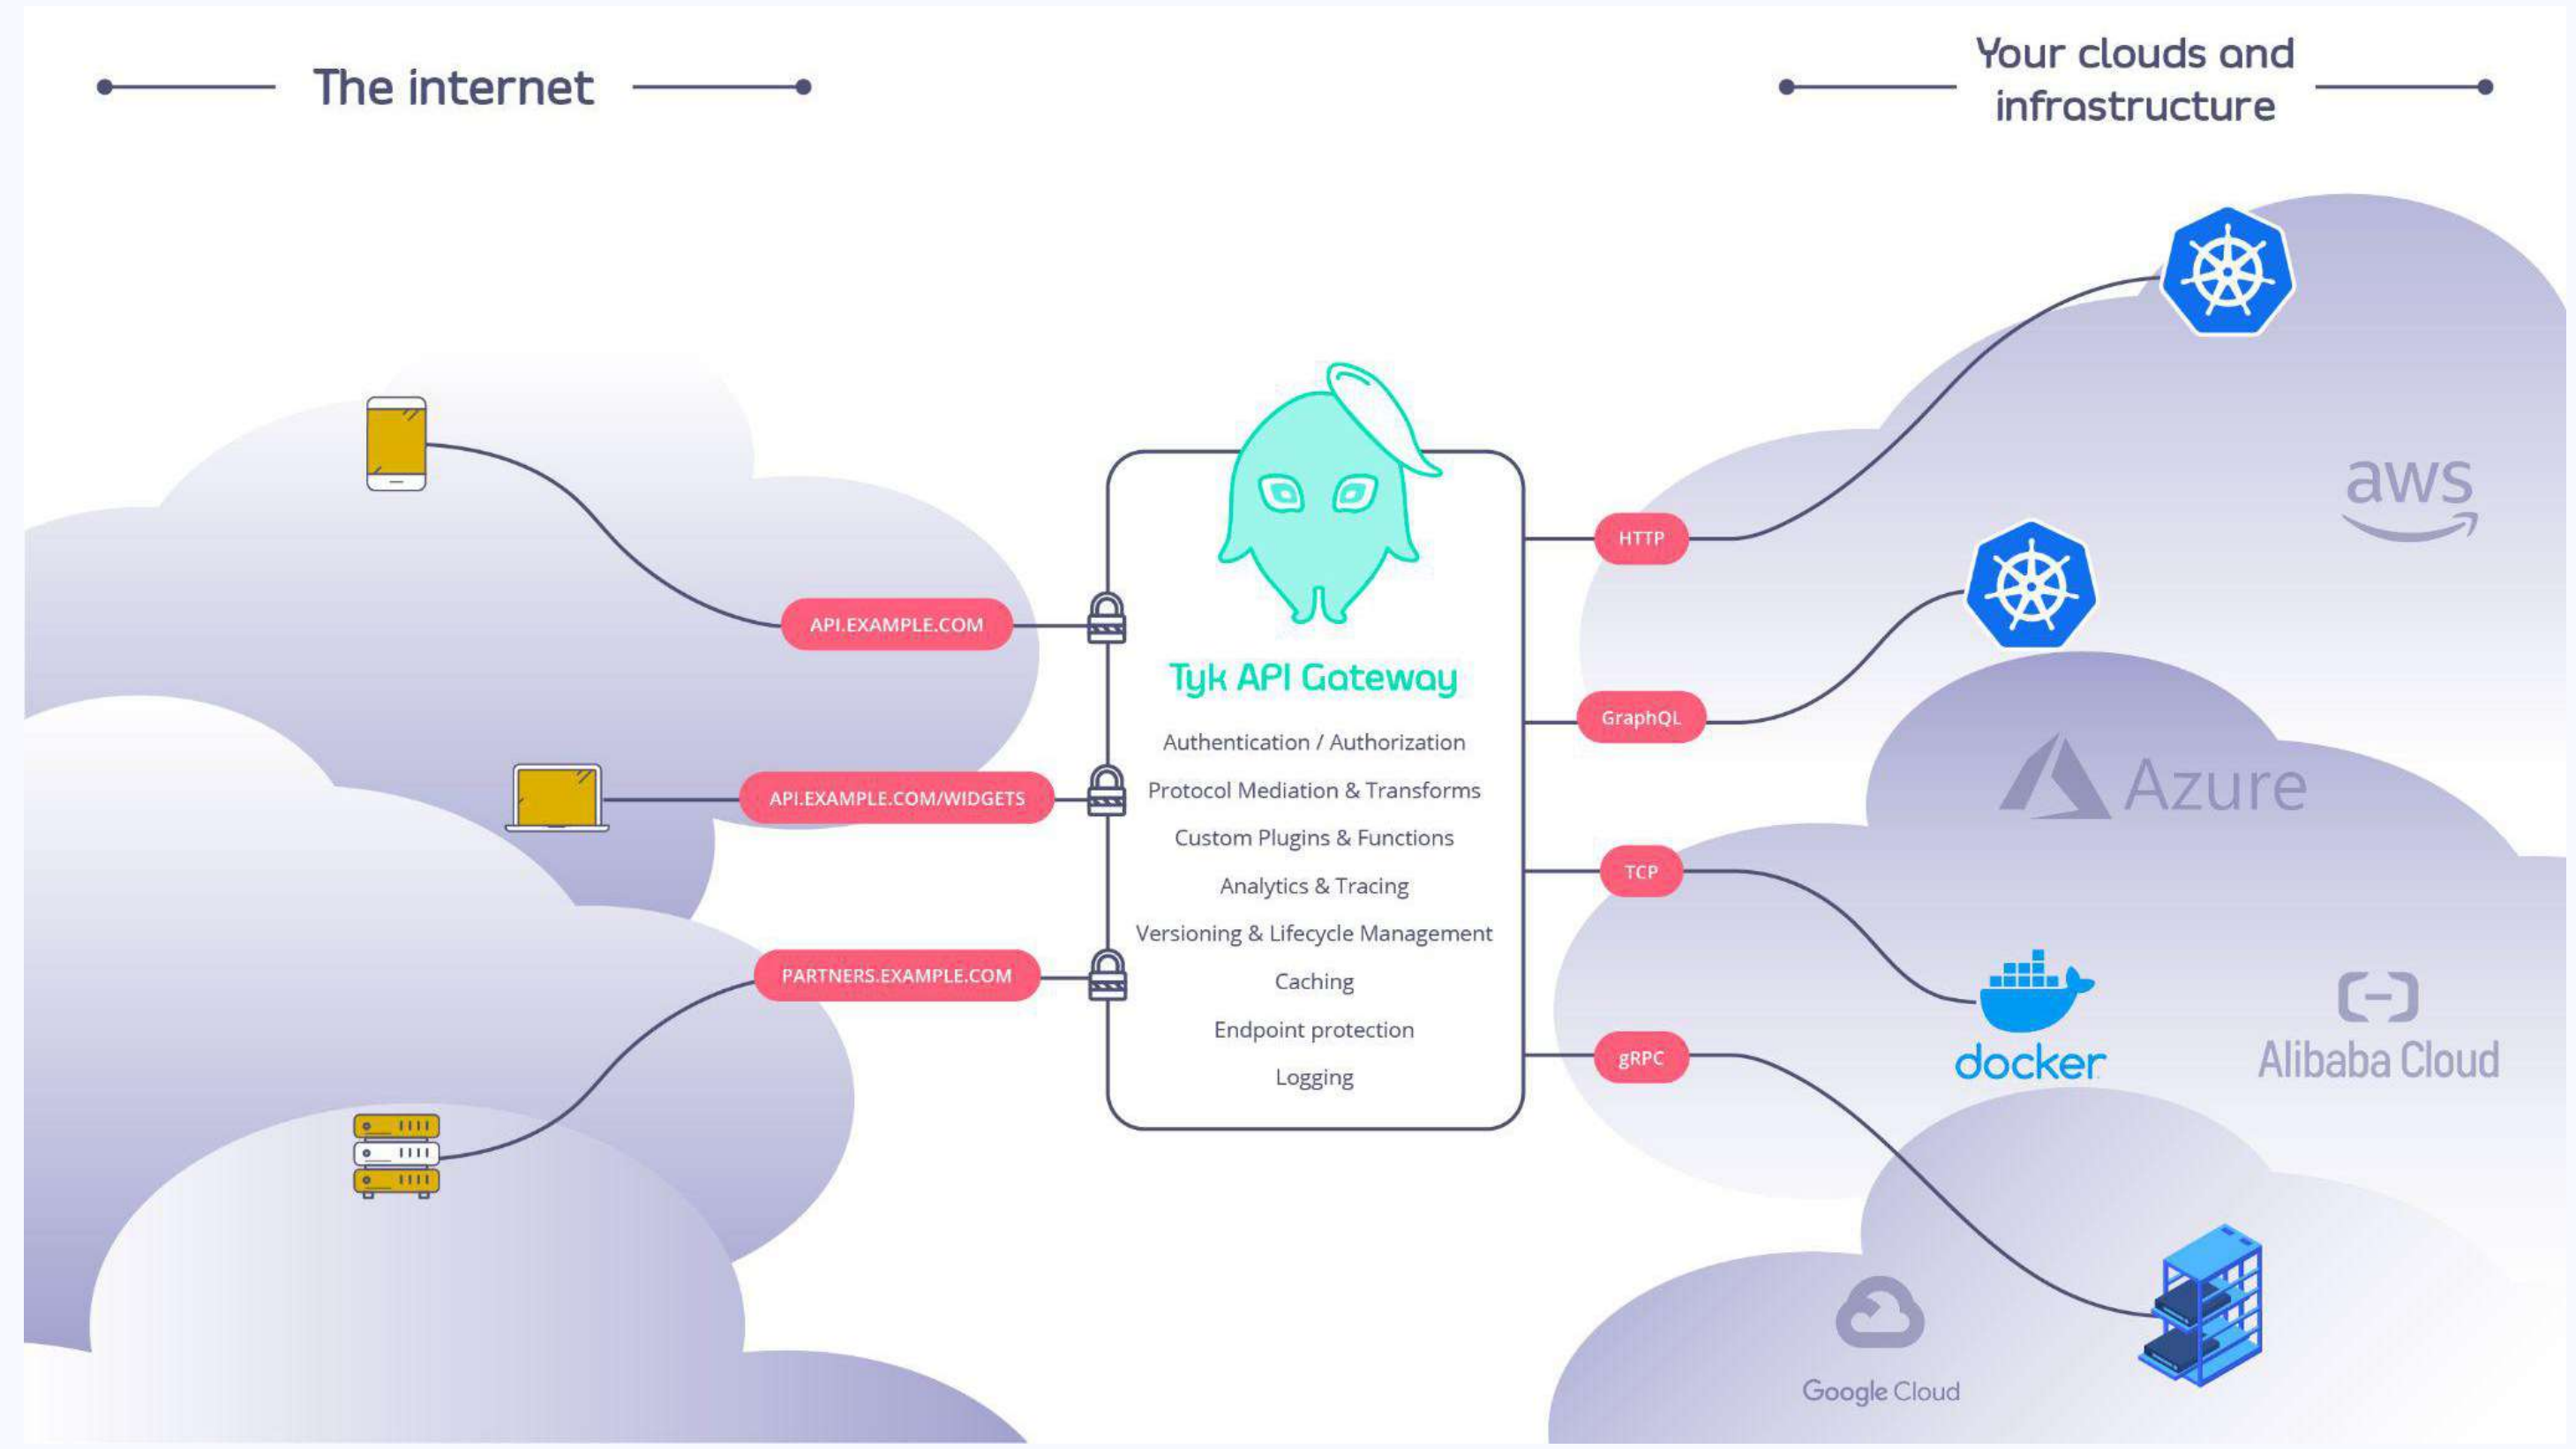 The internet
Your clouds and
infrastructure
API.EXAMPLE.COM
API.EXAMPLE.COM/WIDGETS
PARTNERS.EXAMPLE.COM
Tyk API Gateway
Authentication / Authorization
Protocol Mediation & Transforms
Custom Plugins & Functions
Analytics & Tracing
Versioning & Lifecycle Management
Caching
Endpoint protection
Logging
HTTP
GraphQL
TCP
gRPC
aws
Azure
docker
Alibaba Cloud
Google Cloud